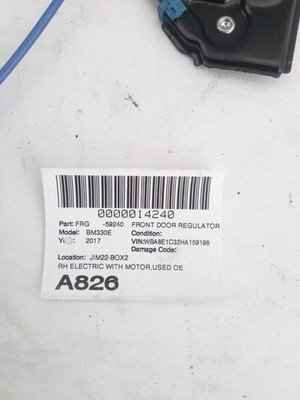 0000014240
Part: FRG -59240 FRONT DOOR REGULATOR
Model: BM330E Condition:
2017 VIN:WBA8E1C32HA159198
Damage Code:
Location: JIM22-BOX2
RH ELECTRIC WITH MOTOR,USED OE
A826